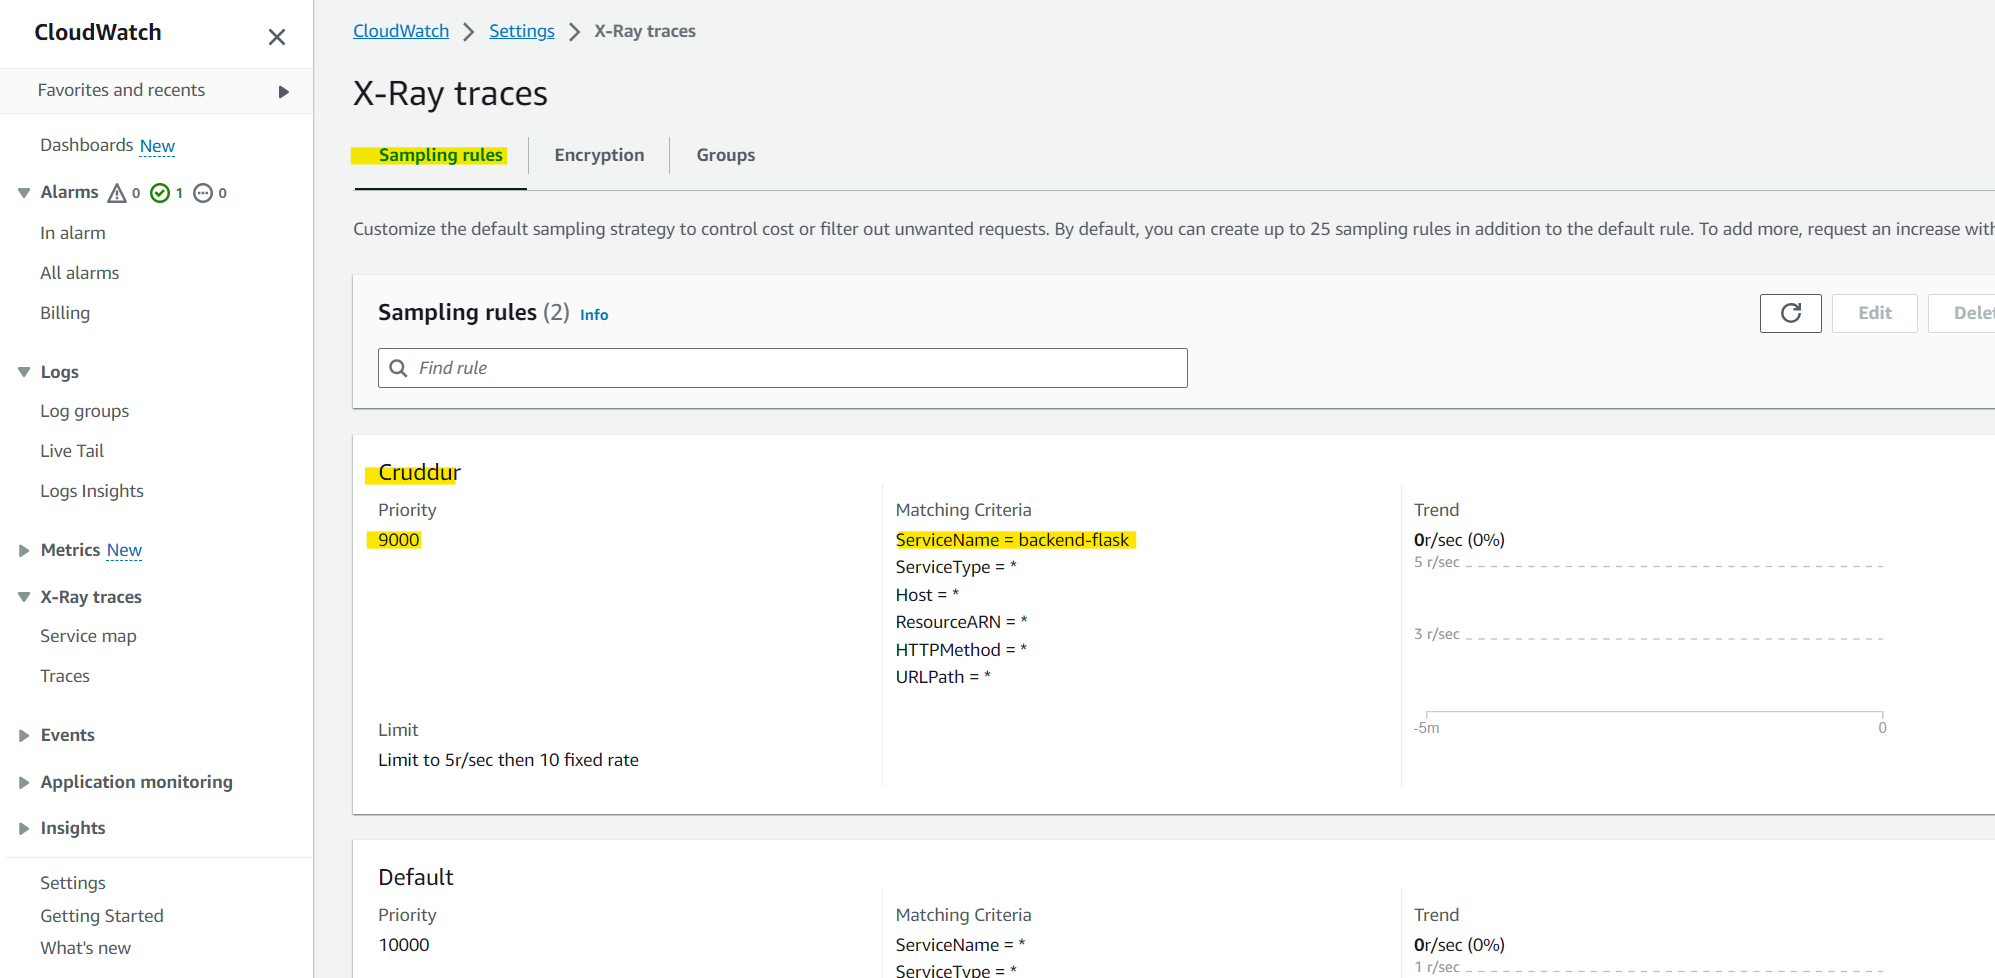 CloudWatch
Favorites and recents
Dashboards New
Alarms 0 1 0
In alarm
All alarms
Billing
Logs
Log groups
Live Tail
Logs Insights
Metrics New
X-Ray traces
Service map
Traces
Events
Application monitoring
Insights
Settings
Getting Started
What's new
CloudWatch Settings X-Ray traces
X-Ray traces
Sampling rules Encryption Groups
Customize the default sampling strategy to control cost or filter out unwanted requests. By default, you can create up to 25 sampling rules in addition to the default rule. To add more, request an increase with
Sampling rules (2) Info
Edit Delet
Find rule
Cruddur
Priority
9000
Limit
Limit to 5r/sec then 10 fixed rate
Matching Criteria
ServiceName = backend-flask
ServiceType = *
Host = *
ResourceARN = *
HTTPMethod = *
URLPath = *
Trend
0r/sec (0%)
5 r/sec
3 r/sec
-5m 0
Default
Priority
10000
Matching Criteria
ServiceName = *
ServiceType = *
Trend
0r/sec (0%)
1 r/sec